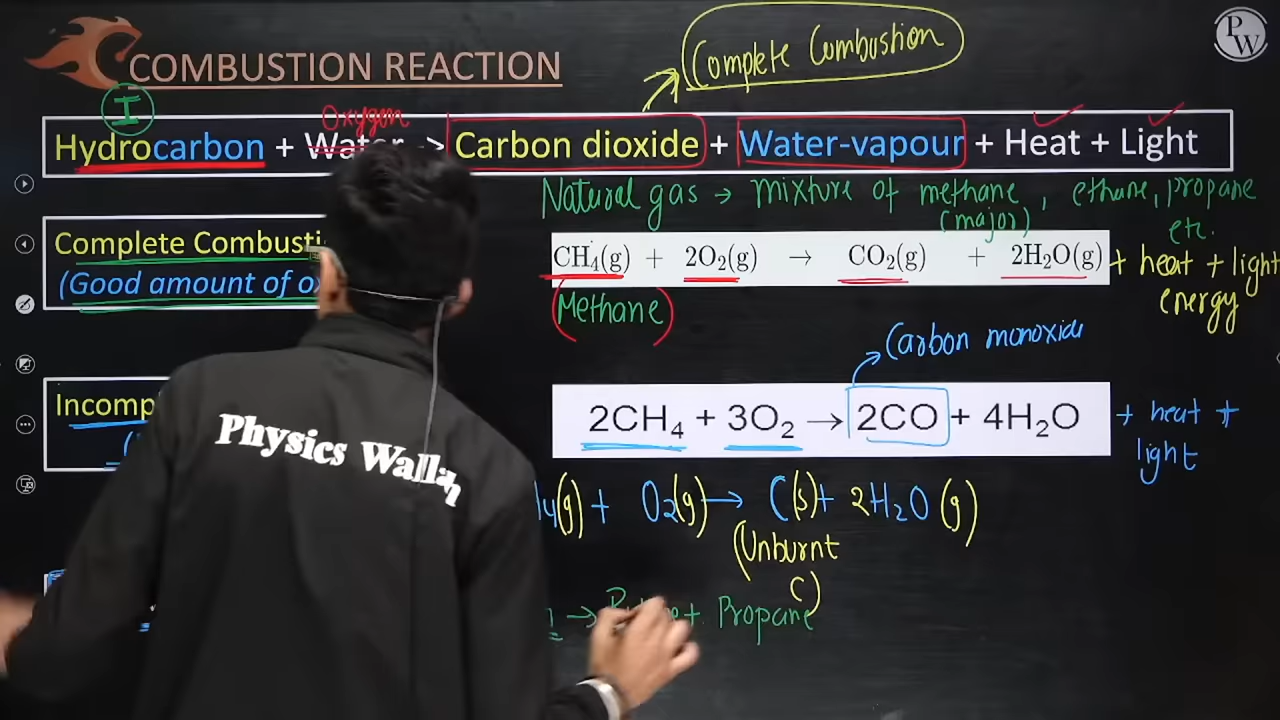 COMBUSTION REACTION
Complete Combustion
PW
I
Oxygen
Hydrocarbon + Water -> Carbon dioxide + Water-vapour + Heat + Light
Natural gas → mixture of methane, ethane, propane
(major) etc.
Complete Combusti
(Good amount of o
CH₄(g) + 2O₂(g) → CO₂(g) + 2H₂O(g) + heat + light
energy
(Methane)
Carbon monoxide
Incomp
2CH₄ + 3O₂ → 2CO + 4H₂O + heat +
light
Physics Wallah
4(g) + O₂(g) → C(s) + 2H₂O (g)
(Unburnt
C)
→ + Propane